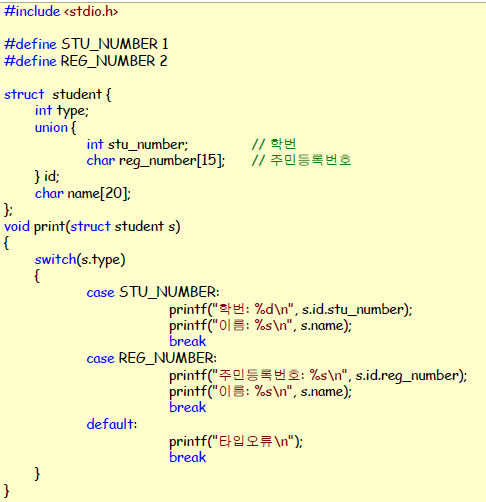 #include <stdio.h>
#define STU_NUMBER 1
#define REG_NUMBER 2
struct student {
int type;
union {
int stu_number; // 학번
char reg_number[15]; // 주민등록번호
} id;
char name[20];
};
void print(struct student s)
{
switch(s.type)
{
case STU_NUMBER:
printf("학번: %d\n", s.id.stu_number);
printf("이름: %s\n", s.name);
break
case REG_NUMBER:
printf("주민등록번호: %s\n", s.id.reg_number);
printf("이름: %s\n", s.name);
break
default:
printf("타입오류\n");
break
}
}